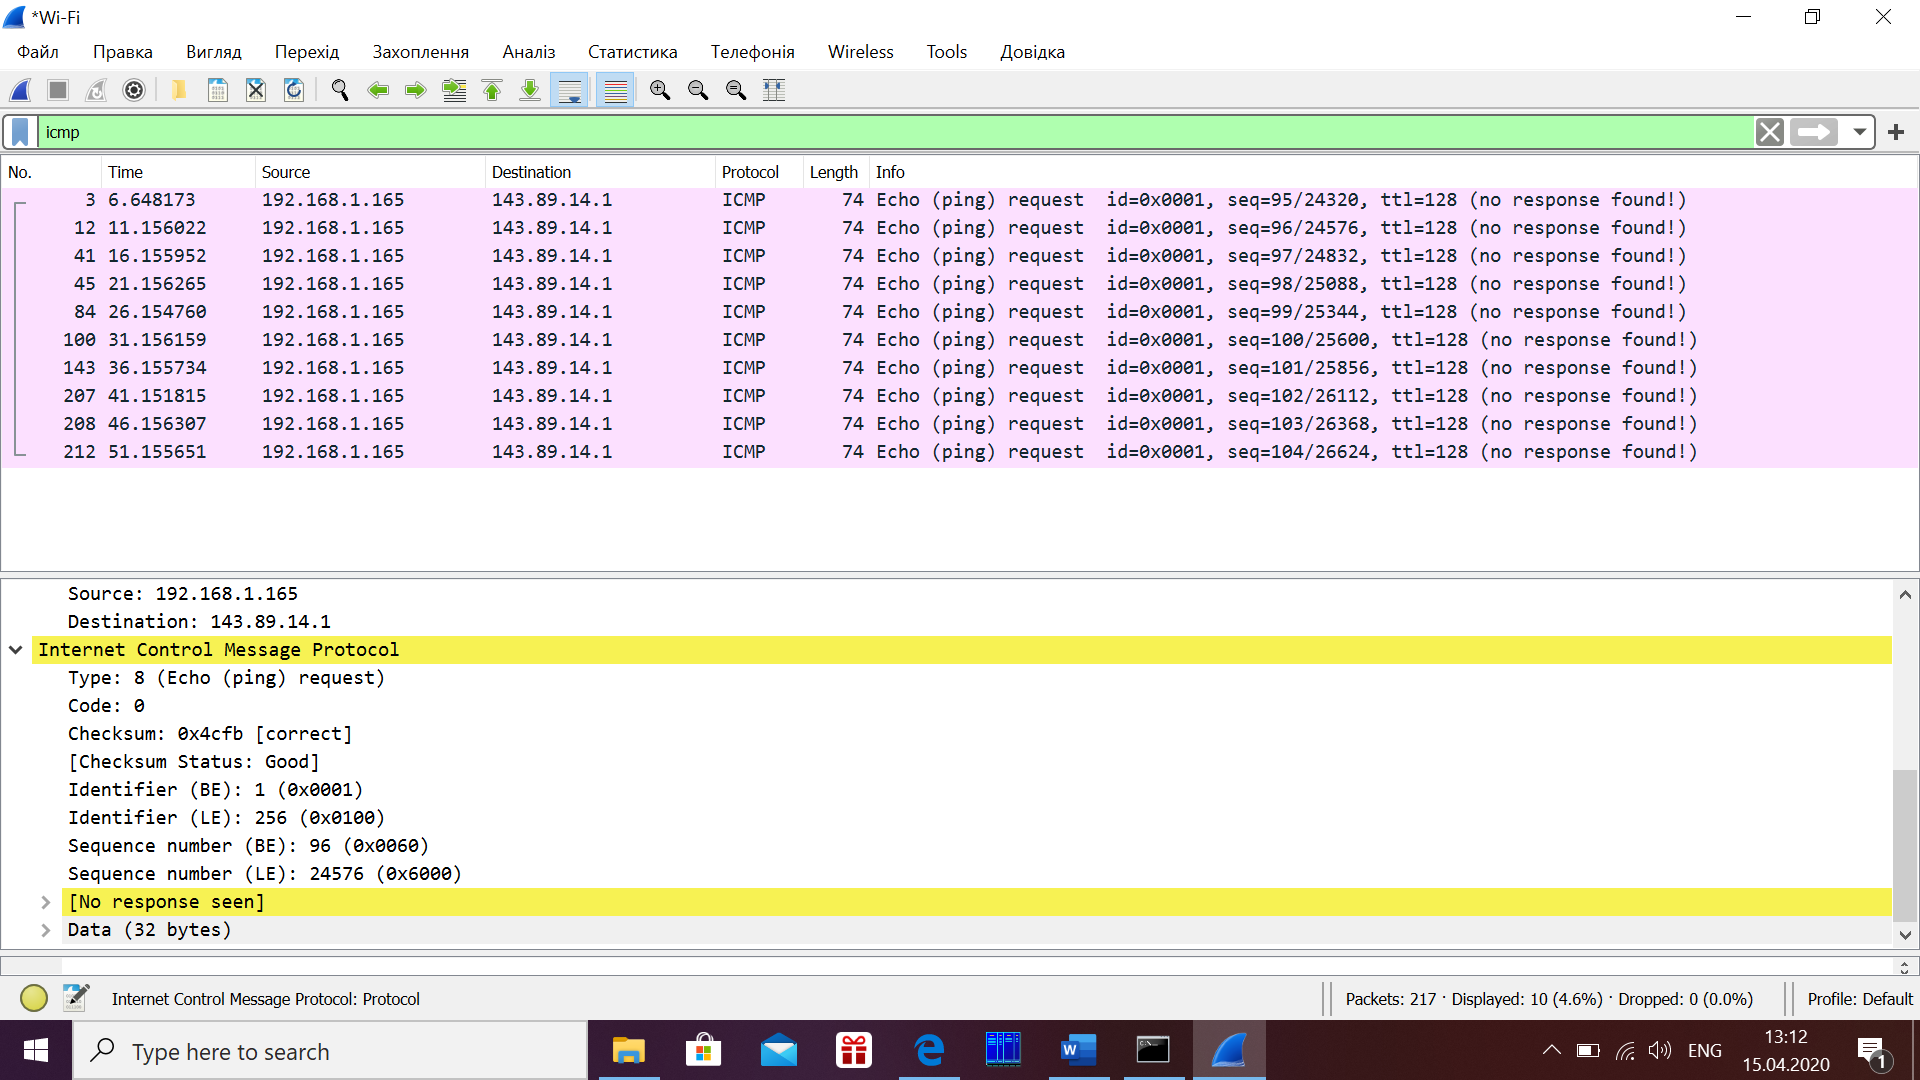 *Wi-Fi
Файл Правка Вигляд Перехід Захоплення Аналіз Статистика Телефонія Wireless Tools Довідка
icmp
No. Time Source Destination Protocol Length Info
3 6.648173 192.168.1.165 143.89.14.1 ICMP 74 Echo (ping) request id=0x0001, seq=95/24320, ttl=128 (no response found!)
12 11.156022 192.168.1.165 143.89.14.1 ICMP 74 Echo (ping) request id=0x0001, seq=96/24576, ttl=128 (no response found!)
41 16.155952 192.168.1.165 143.89.14.1 ICMP 74 Echo (ping) request id=0x0001, seq=97/24832, ttl=128 (no response found!)
45 21.156265 192.168.1.165 143.89.14.1 ICMP 74 Echo (ping) request id=0x0001, seq=98/25088, ttl=128 (no response found!)
84 26.154760 192.168.1.165 143.89.14.1 ICMP 74 Echo (ping) request id=0x0001, seq=99/25344, ttl=128 (no response found!)
100 31.156159 192.168.1.165 143.89.14.1 ICMP 74 Echo (ping) request id=0x0001, seq=100/25600, ttl=128 (no response found!)
143 36.155734 192.168.1.165 143.89.14.1 ICMP 74 Echo (ping) request id=0x0001, seq=101/25856, ttl=128 (no response found!)
207 41.151815 192.168.1.165 143.89.14.1 ICMP 74 Echo (ping) request id=0x0001, seq=102/26112, ttl=128 (no response found!)
208 46.156307 192.168.1.165 143.89.14.1 ICMP 74 Echo (ping) request id=0x0001, seq=103/26368, ttl=128 (no response found!)
212 51.155651 192.168.1.165 143.89.14.1 ICMP 74 Echo (ping) request id=0x0001, seq=104/26624, ttl=128 (no response found!)
Source: 192.168.1.165
Destination: 143.89.14.1
Internet Control Message Protocol
Type: 8 (Echo (ping) request)
Code: 0
Checksum: 0x4cfb [correct]
[Checksum Status: Good]
Identifier (BE): 1 (0x0001)
Identifier (LE): 256 (0x0100)
Sequence number (BE): 96 (0x0060)
Sequence number (LE): 24576 (0x6000)
[No response seen]
Data (32 bytes)
Internet Control Message Protocol: Protocol Packets: 217 · Displayed: 10 (4.6%) · Dropped: 0 (0.0%) Profile: Default
Type here to search ENG 13:12
15.04.2020 1